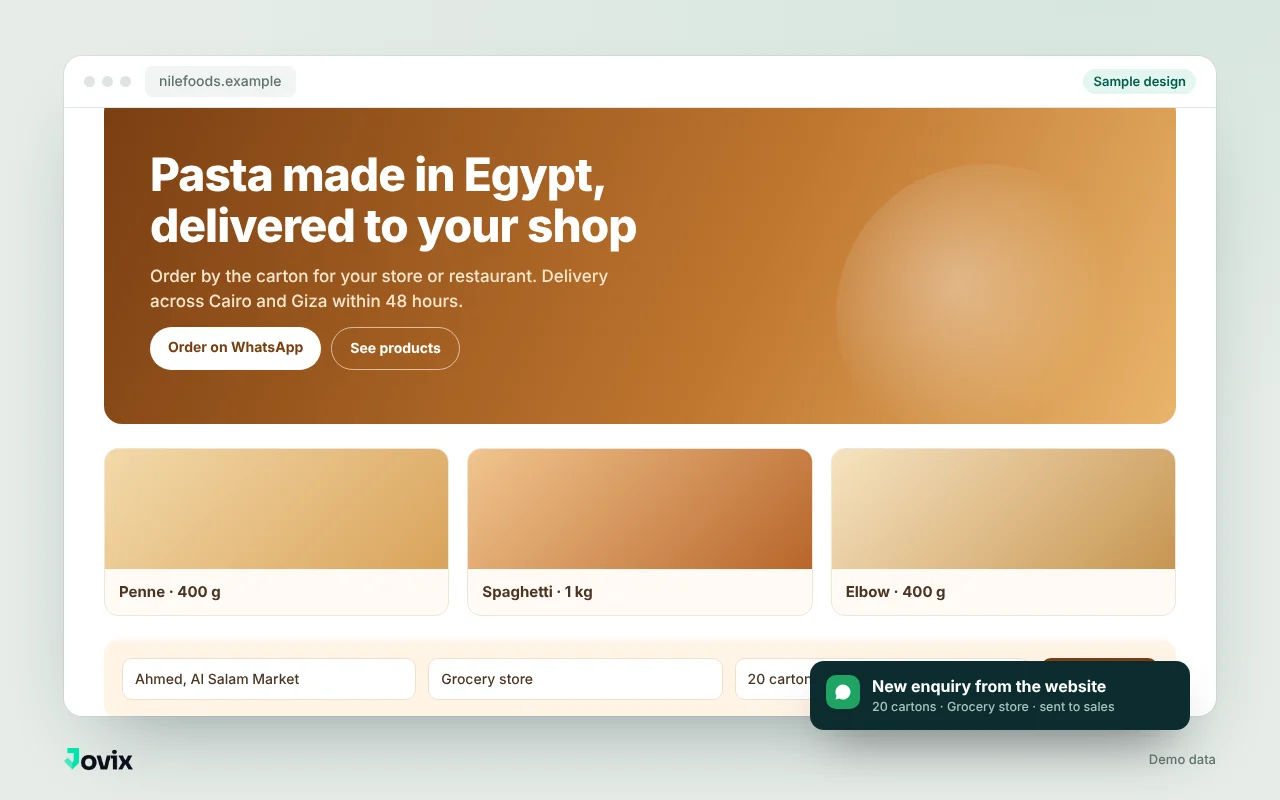 nilefoods.example
Sample design
Pasta made in Egypt,
delivered to your shop
Order by the carton for your store or restaurant. Delivery
across Cairo and Giza within 48 hours.
Order on WhatsApp
See products
Penne · 400 g
Spaghetti · 1 kg
Elbow · 400 g
Ahmed, Al Salam Market
Grocery store
20 carton
New enquiry from the website
20 cartons · Grocery store · sent to sales
Jovix
Demo data